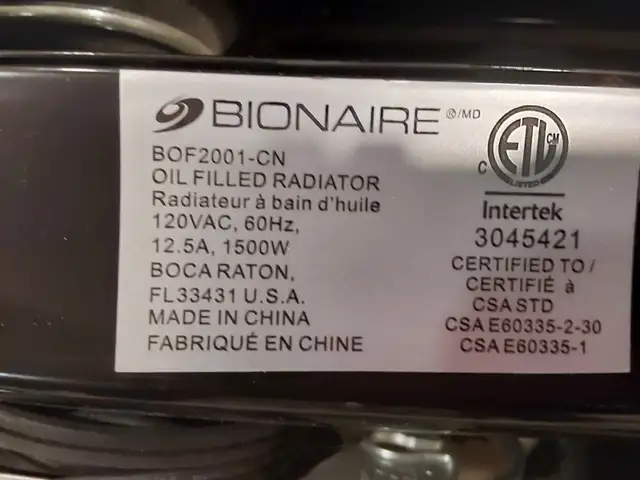 BIONAIRE ®/MD
BOF2001-CN
OIL FILLED RADIATOR
Radiateur à bain d'huile
120VAC, 60Hz,
12.5A, 1500W
BOCA RATON,
FL33431 U.S.A.
MADE IN CHINA
FABRIQUÉ EN CHINE
ETL CM
C
LISTED
Intertek
3045421
CERTIFIED TO /
CERTIFIÉ à
CSA STD
CSA E60335-2-30
CSA E60335-1